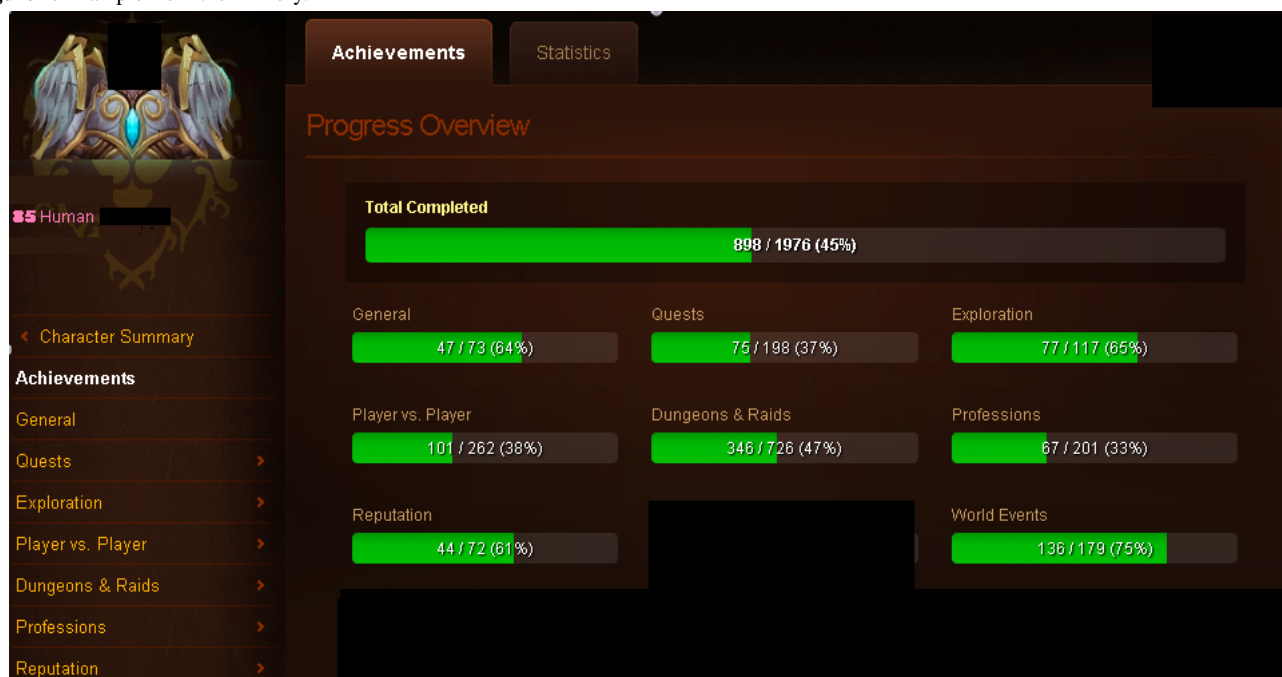 Achievements
Statistics
Progress Overview
85 Human
Total Completed
898 / 1976 (45%)
General
Quests
Exploration
47 / 73 (64%)
75 / 198 (37%)
77 / 117 (65%)
Player vs. Player
Dungeons & Raids
Professions
101 / 262 (38%)
346 / 726 (47%)
67 / 201 (33%)
Reputation
World Events
44 / 72 (61%)
136 / 179 (75%)
Character Summary
Achievements
General
Quests
Exploration
Player vs. Player
Dungeons & Raids
Professions
Reputation